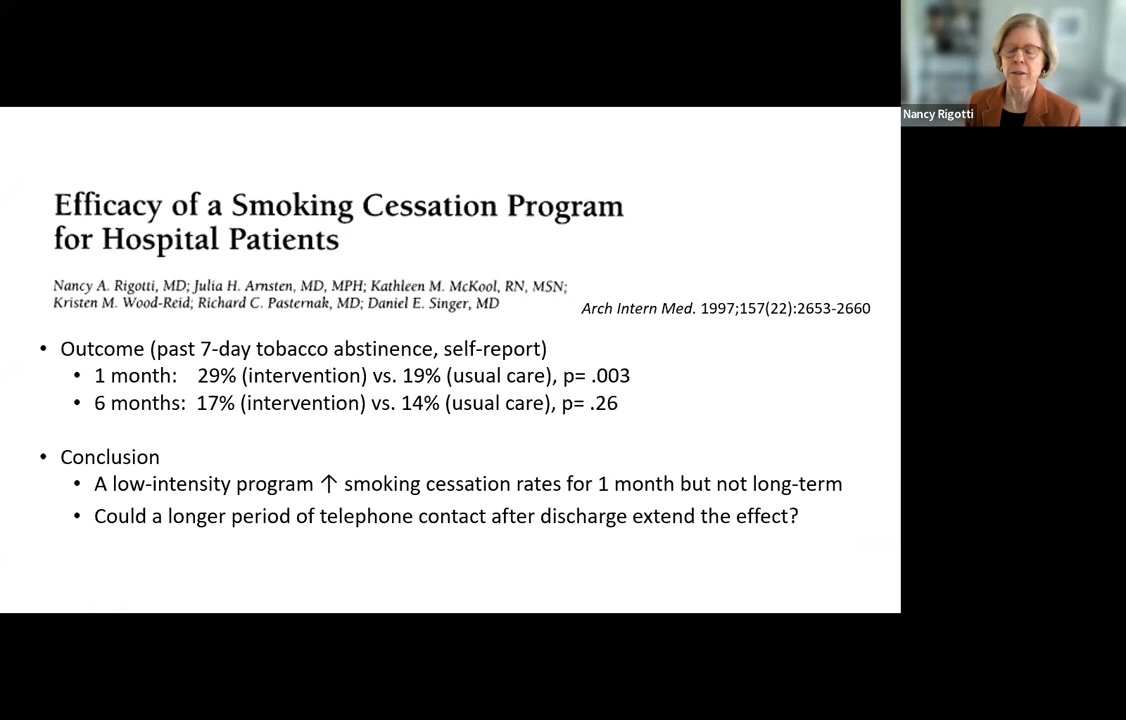 Nancy Rigotti
Efficacy of a Smoking Cessation Program
for Hospital Patients
Nancy A. Rigotti, MD; Julia H. Arnsten, MD, MPH; Kathleen M. McKool, RN, MSN;
Kristen M. Wood-Reid; Richard C. Pasternak, MD; Daniel E. Singer, MD
Arch Intern Med. 1997;157(22):2653-2660
• Outcome (past 7-day tobacco abstinence, self-report)
• 1 month: 29% (intervention) vs. 19% (usual care), p= .003
• 6 months: 17% (intervention) vs. 14% (usual care), p= .26
• Conclusion
• A low-intensity program ↑ smoking cessation rates for 1 month but not long-term
• Could a longer period of telephone contact after discharge extend the effect?